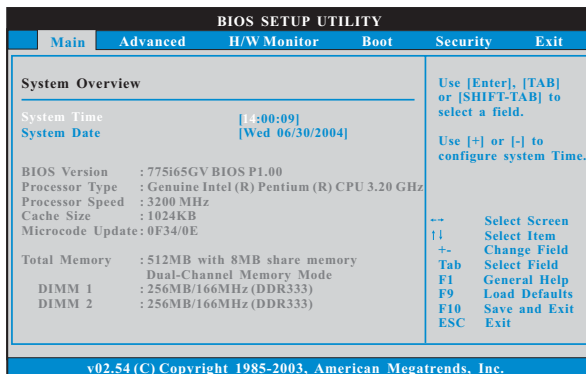 BIOS SETUP UTILITY
Main Advanced H/W Monitor Boot Security Exit
System Overview
System Time [14:00:09]
System Date [Wed 06/30/2004]
BIOS Version : 775i65GV BIOS P1.00
Processor Type : Genuine Intel (R) Pentium (R) CPU 3.20 GHz
Processor Speed : 3200 MHz
Cache Size : 1024KB
Microcode Update : 0F34/0E
Total Memory : 512MB with 8MB share memory
Dual-Channel Memory Mode
DIMM 1 : 256MB/166MHz (DDR333)
DIMM 2 : 256MB/166MHz (DDR333)
Use [Enter], [TAB]
or [SHIFT-TAB] to
select a field.
Use [+] or [-] to
configure system Time.
←→ Select Screen
↑↓ Select Item
+- Change Field
Tab Select Field
F1 General Help
F9 Load Defaults
F10 Save and Exit
ESC Exit
v02.54 (C) Copyright 1985-2003, American Megatrends, Inc.